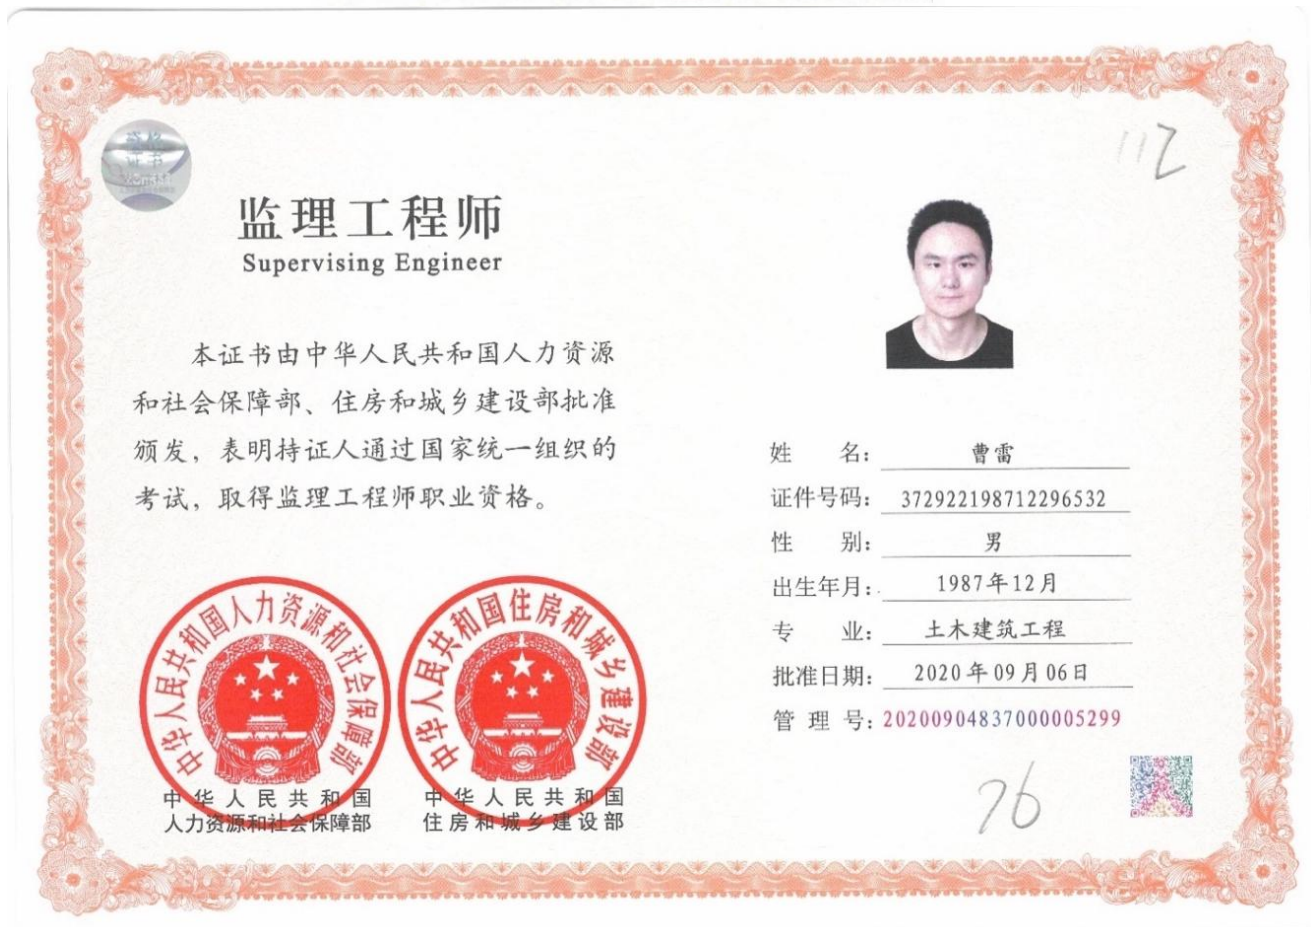 资格
证书
112
监理工程师
Supervising Engineer
本证书由中华人民共和国人力资源
和社会保障部、住房和城乡建设部批准
颁发，表明持证人通过国家统一组织的
考试，取得监理工程师职业资格。
姓 名：曹雷
证件号码：372922198712296532
性 别：男
出生年月：1987年12月
专 业：土木建筑工程
批准日期：2020年09月06日
管 理 号：20200904837000005299
中华人民共和国人力资源和社会保障部
中华人民共和国住房和城乡建设部
中华人民共和国
人力资源和社会保障部
中华人民共和国
住房和城乡建设部
76